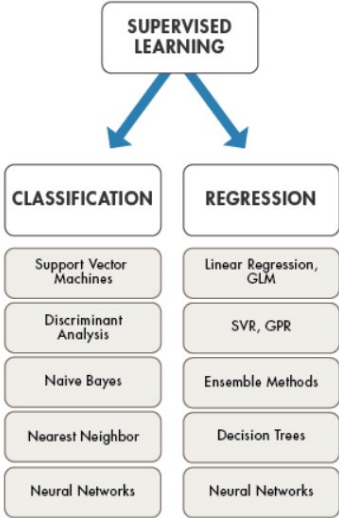 SUPERVISED
LEARNING
CLASSIFICATION
Support Vector
Machines
Discriminant
Analysis
Naive Bayes
Nearest Neighbor
Neural Networks
REGRESSION
Linear Regression,
GLM
SVR, GPR
Ensemble Methods
Decision Trees
Neural Networks